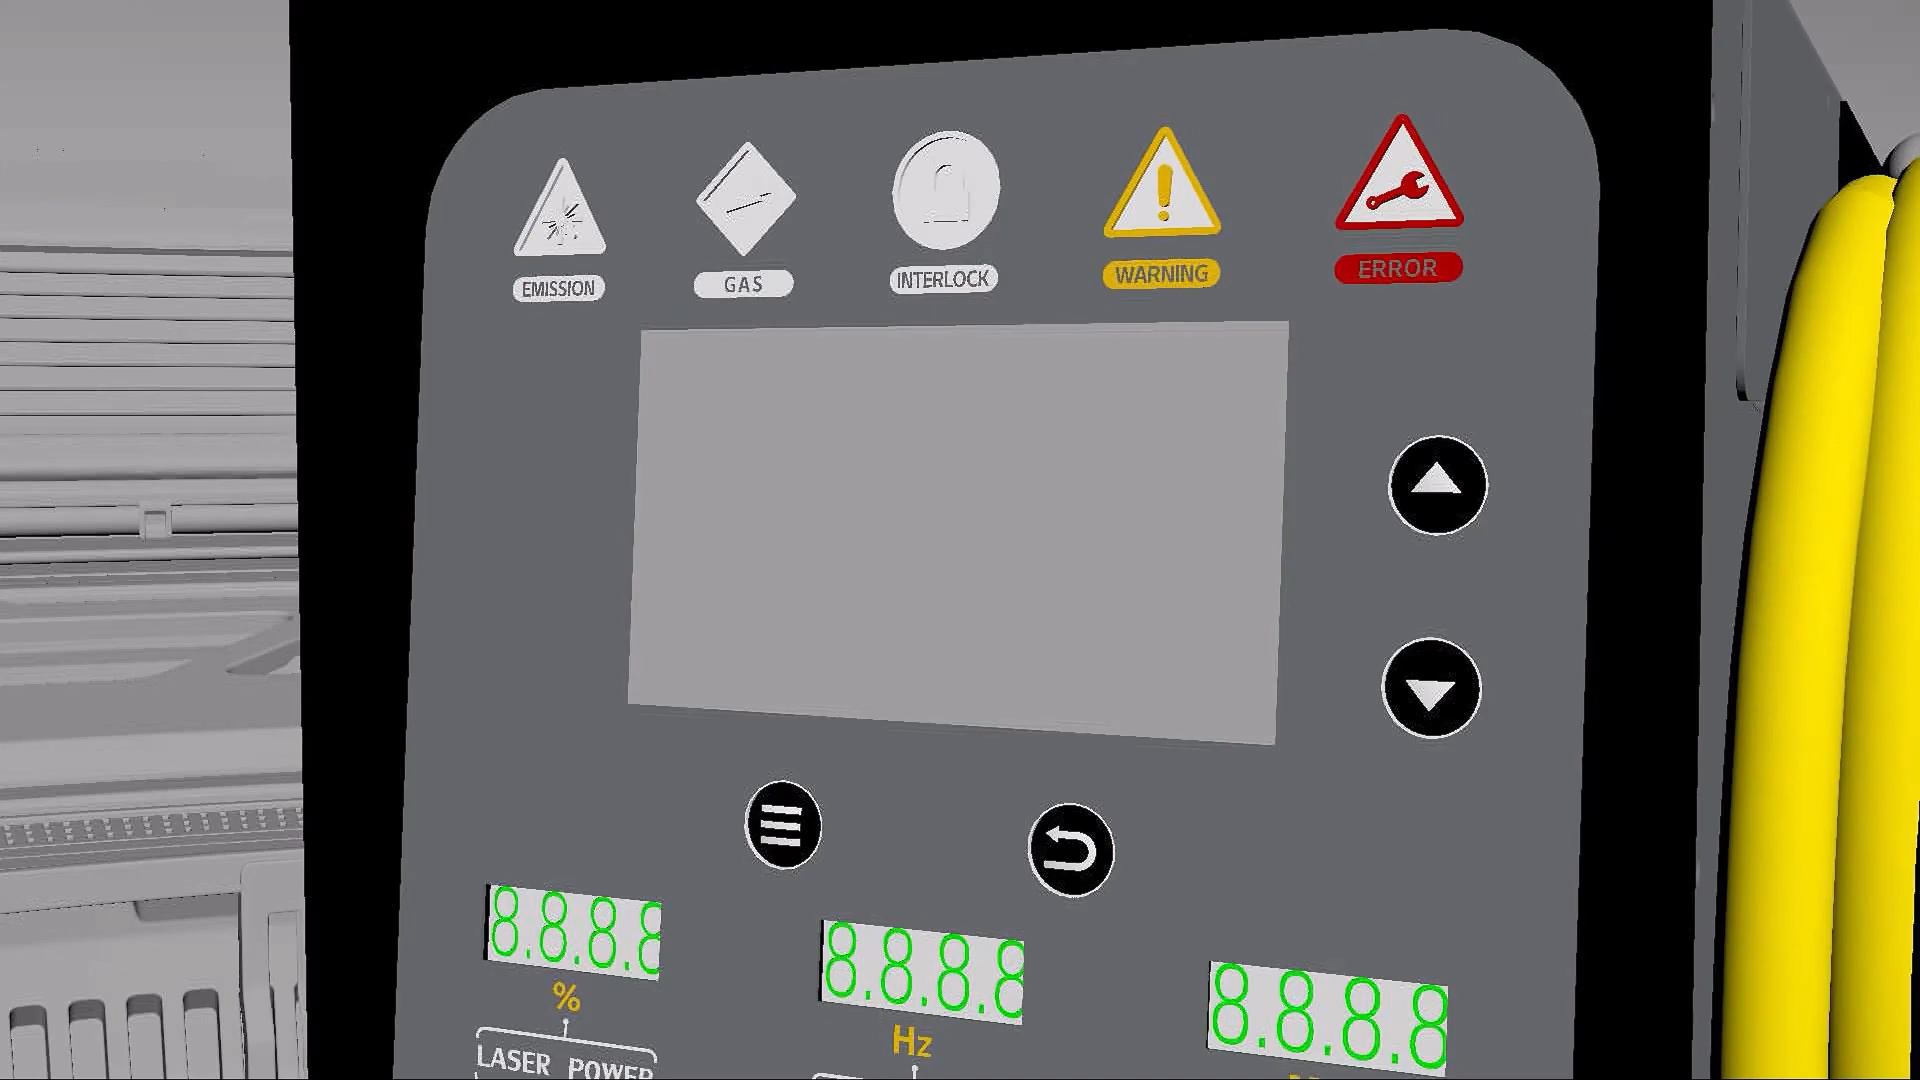 EMISSION
GAS
INTERLOCK
WARNING
ERROR
8.8.8.8
8.8.8.8
8.8.8.8
%
Hz
LASER POWER